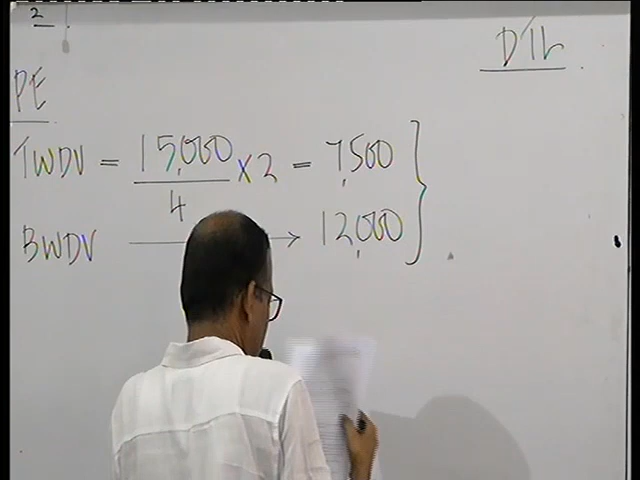 2
DTL
PE
TWDV = 15,000/4 × 2 = 7,500
BWDV → 12,000